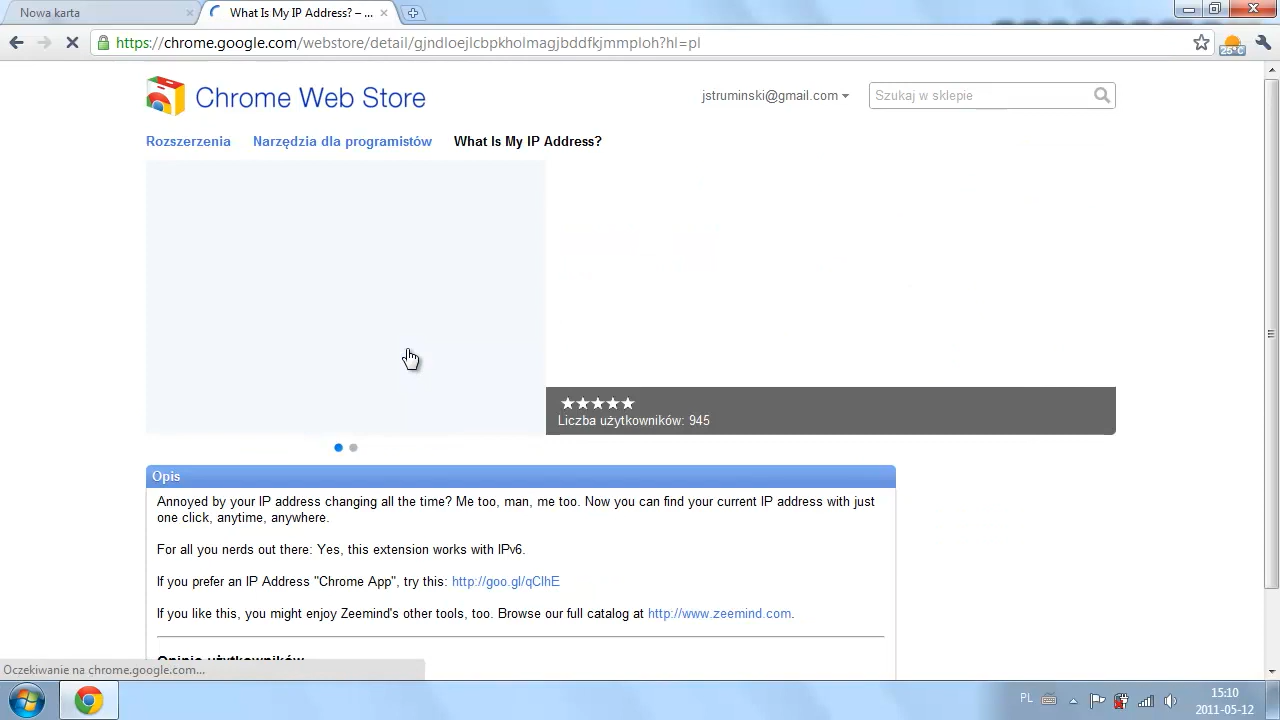 Nowa karta
What Is My IP Address? – ...
https://chrome.google.com/webstore/detail/gjndloejlcbpkholmagjbddfkjmmploh?hl=pl
25°C
Chrome Web Store
jstruminski@gmail.com
Szukaj w sklepie
Rozszerzenia Narzędzia dla programistów What Is My IP Address?
Liczba użytkowników: 945
Opis
Annoyed by your IP address changing all the time? Me too, man, me too. Now you can find your current IP address with just
one click, anytime, anywhere.
For all you nerds out there: Yes, this extension works with IPv6.
If you prefer an IP Address "Chrome App", try this: http://goo.gl/qClhE
If you like this, you might enjoy Zeemind's other tools, too. Browse our full catalog at http://www.zeemind.com.
Opinie użytkowników
Oczekiwanie na chrome.google.com...
PL
15:10
2011-05-12